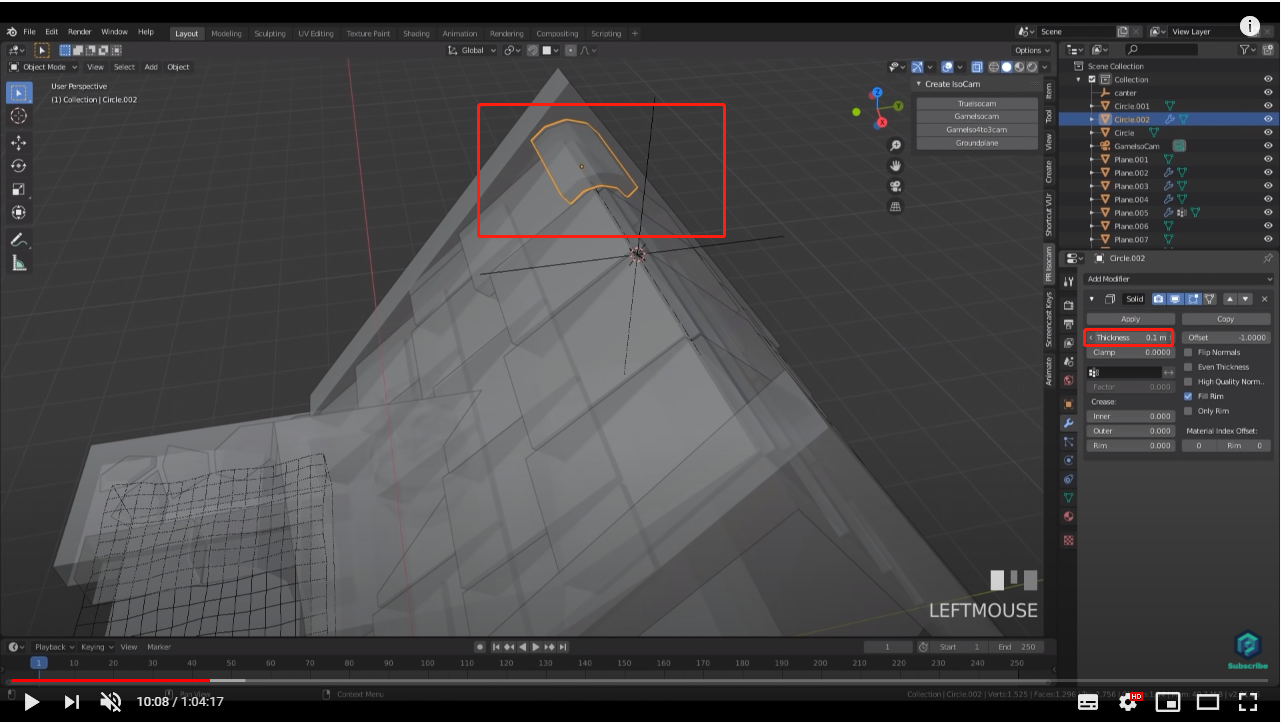 File Edit Render Window Help Layout Modeling Sculpting UV Editing Texture Paint Shading Animation Rendering Compositing Scripting + Scene View Layer
Global Options
Object Mode View Select Add Object
User Perspective
(1) Collection | Circle.002
Create IsoCam
TrueIsocam
GameIsocam
GameIso4to3cam
Groundplane
Item
Tool
View
Create
Shortcut VUr
PR Isocam
Screencast Keys
Animate
Scene Collection
Collection
canter
Circle.001
Circle.002
Circle
GameIsoCam
Plane.001
Plane.002
Plane.003
Plane.004
Plane.005
Plane.006
Plane.007
Circle.002
Add Modifier
Solid
Apply Copy
Thickness 0.1 m Offset -1.0000
Clamp 0.0000 Flip Normals
Even Thickness
High Quality Norm..
Factor 0.000 Fill Rim
Crease: Only Rim
Inner 0.000
Outer 0.000 Material Index Offset:
Rim 0.000 0 Rim 0
Z
Y
X
LEFTMOUSE
Playback Keying View Marker 1 Start 1 End 250
1 10 20 30 40 50 60 70 80 90 100 110 120 130 140 150 160 170 180 190 200 210 220 230 240 250
Subscribe
Pan View Context Menu Collection | Circle.002 | Verts:1,525 | Faces:1,296
10:08 / 1:04:17 HD